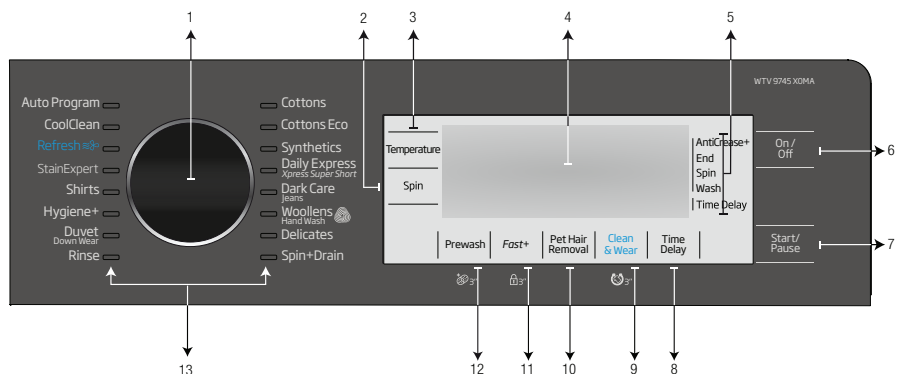 1
2
3
4
5
WTV 9745 X0MA
Auto Program
CoolClean
Refresh
StainExpert
Shirts
Hygiene+
Duvet
Down Wear
Rinse
Cottons
Cottons Eco
Synthetics
Daily Express
Xpress Super Short
Dark Care
Jeans
Woollens
Hand Wash
Delicates
Spin+Drain
Temperature
Spin
AntiCrease+
End
Spin
Wash
Time Delay
On /
Off
6
Start/
Pause
7
Prewash
Fast+
Pet Hair
Removal
Clean
& Wear
Time
Delay
3"
3"
3"
13
12
11
10
9
8